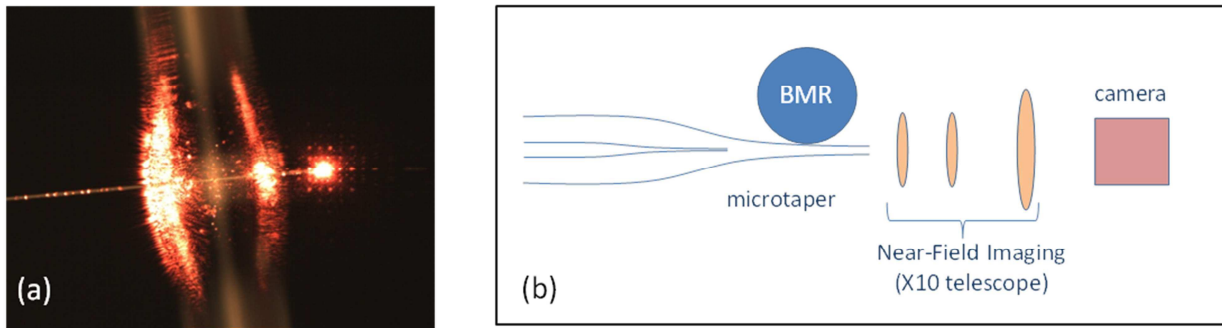 (a)
BMR
camera
microtaper
Near-Field Imaging
(X10 telescope)
(b)